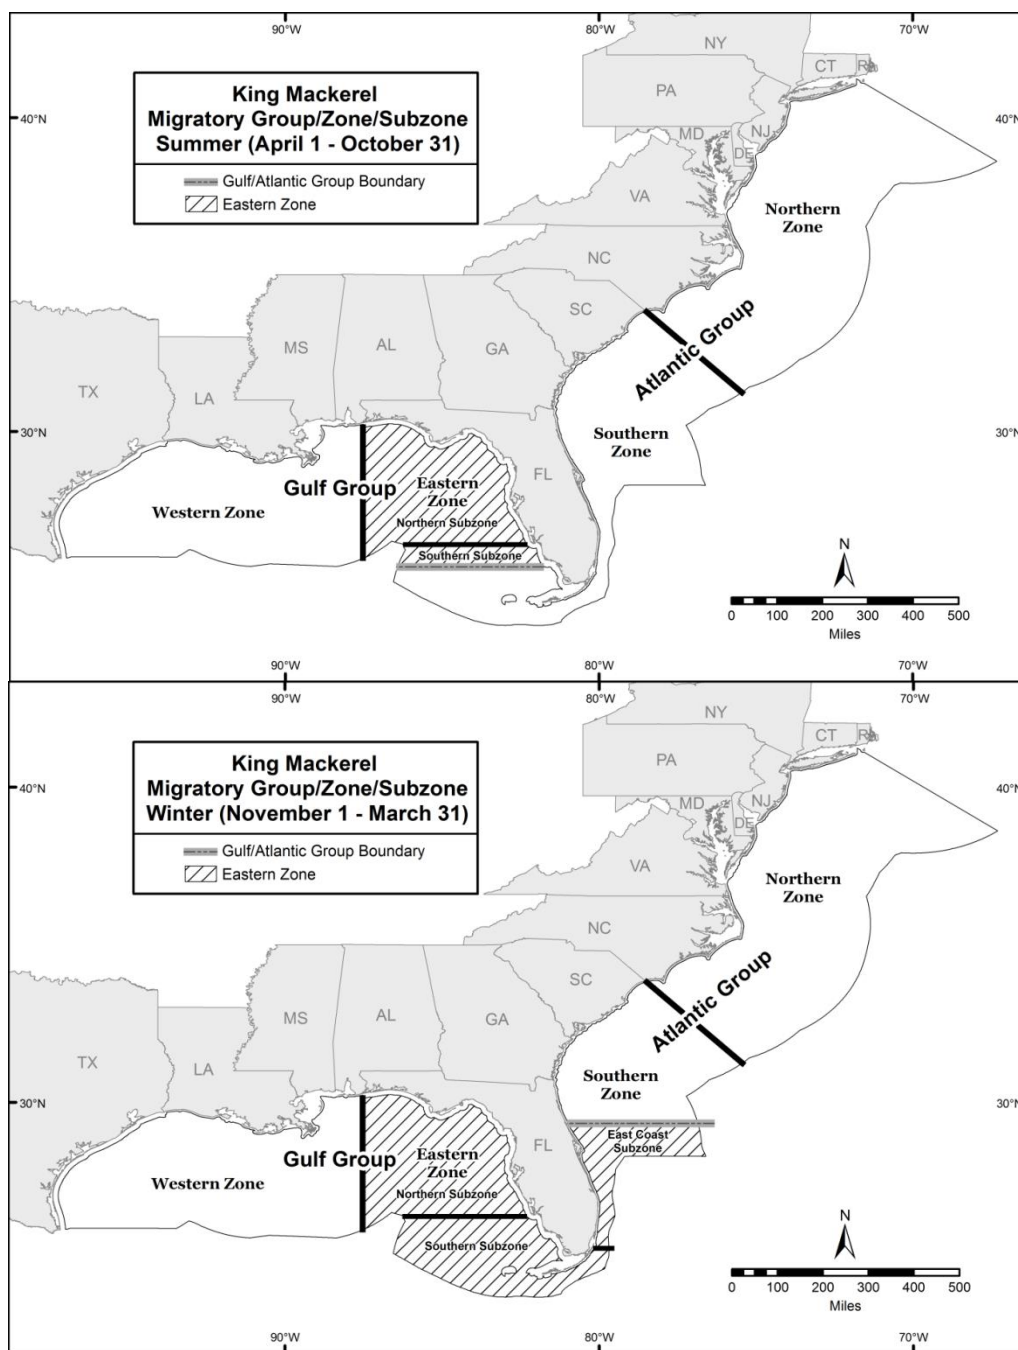 90°W 80°W 70°W
NY
CT RI
PA
King Mackerel
Migratory Group/Zone/Subzone
Summer (April 1 - October 31)
Gulf/Atlantic Group Boundary
Eastern Zone
40°N 40°N
MD NJ
DE
VA
Northern
Zone
NC
SC
Atlantic Group
MS AL GA
TX LA
30°N 30°N
Southern
Zone
FL
Gulf Group
Eastern
Zone
Western Zone
Northern Subzone
Southern Subzone
N
0 100 200 300 400 500
Miles
90°W 80°W 70°W
NY
CT RI
PA
King Mackerel
Migratory Group/Zone/Subzone
Winter (November 1 - March 31)
Gulf/Atlantic Group Boundary
Eastern Zone
40°N 40°N
MD NJ
DE
VA
Northern
Zone
NC
SC
Atlantic Group
MS AL GA
TX LA
Southern
Zone
30°N 30°N
East Coast
Subzone
FL
Gulf Group
Eastern
Zone
Western Zone
Northern Subzone
Southern Subzone
N
0 100 200 300 400 500
Miles
90°W 80°W 70°W